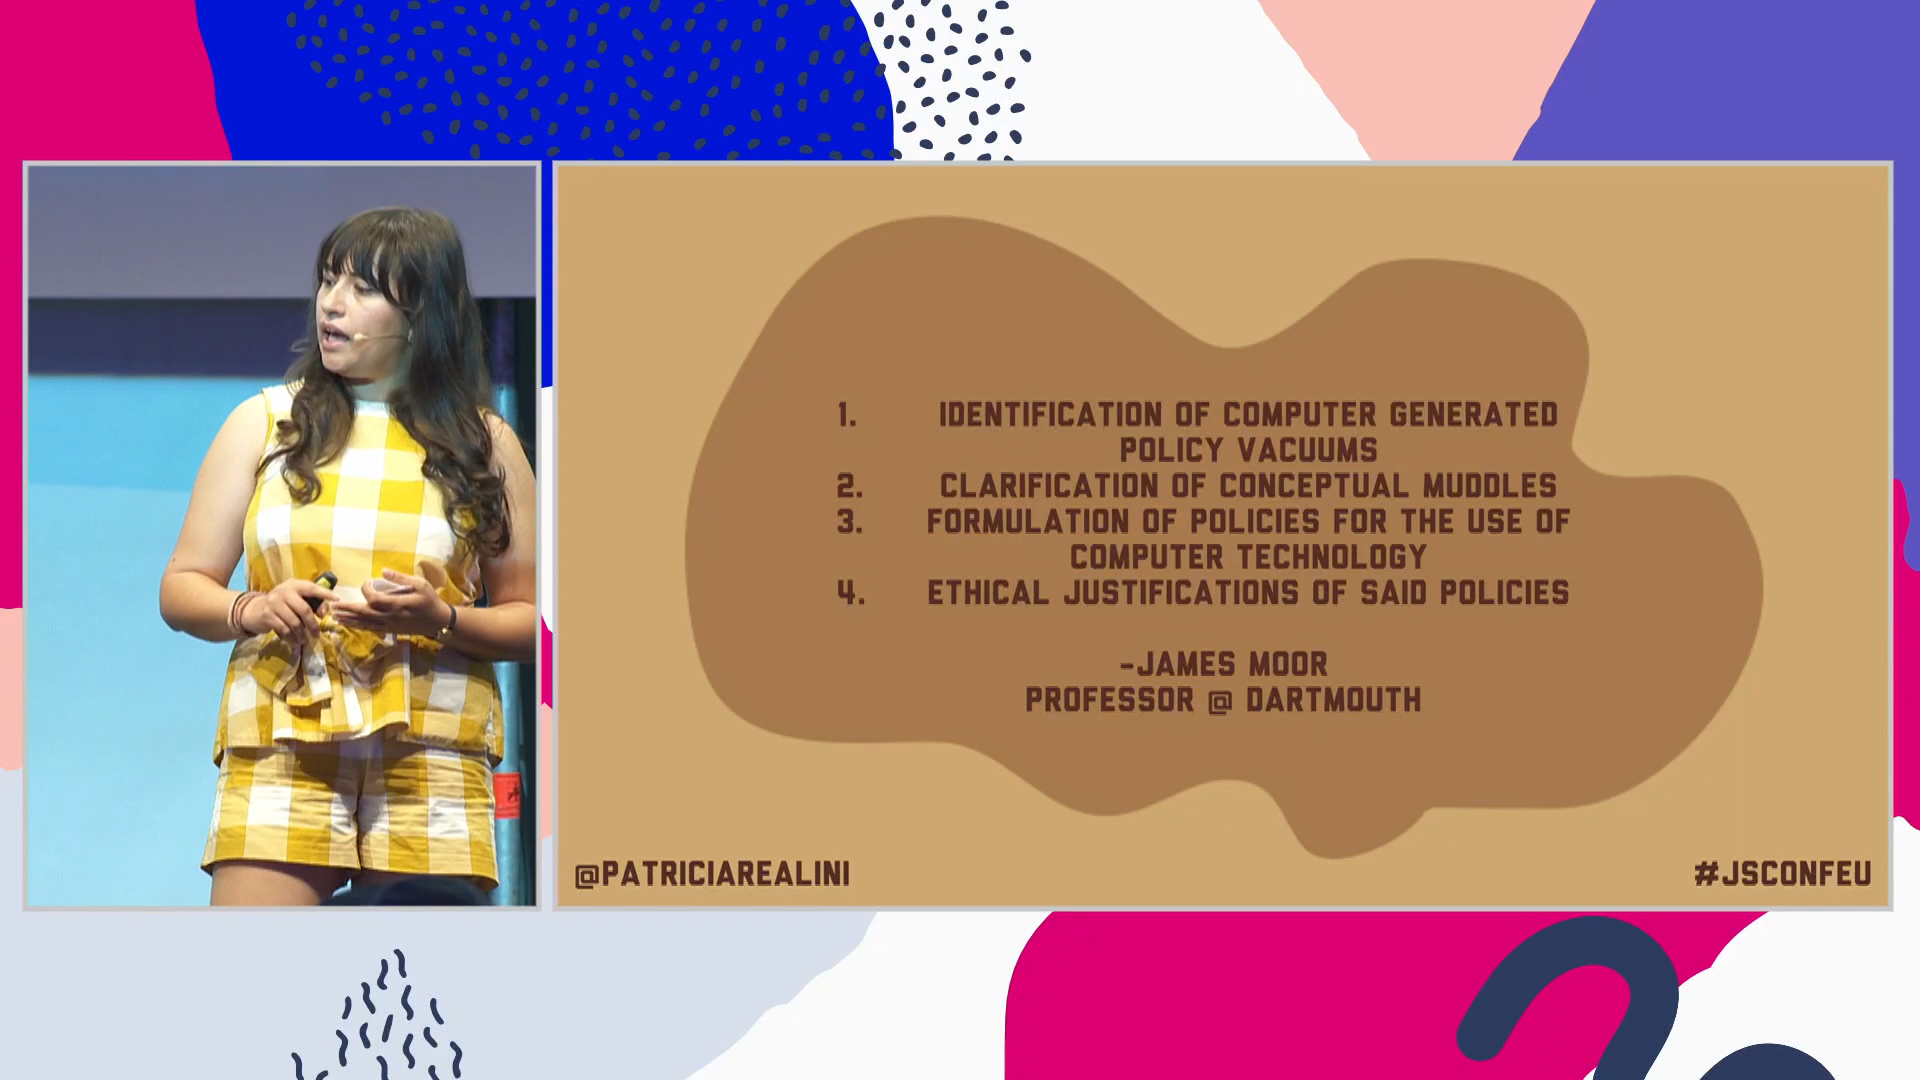 1. IDENTIFICATION OF COMPUTER GENERATED
POLICY VACUUMS
2. CLARIFICATION OF CONCEPTUAL MUDDLES
3. FORMULATION OF POLICIES FOR THE USE OF
COMPUTER TECHNOLOGY
4. ETHICAL JUSTIFICATIONS OF SAID POLICIES
-JAMES MOOR
PROFESSOR @ DARTMOUTH
@PATRICIAREALINI
#JSCONFEU